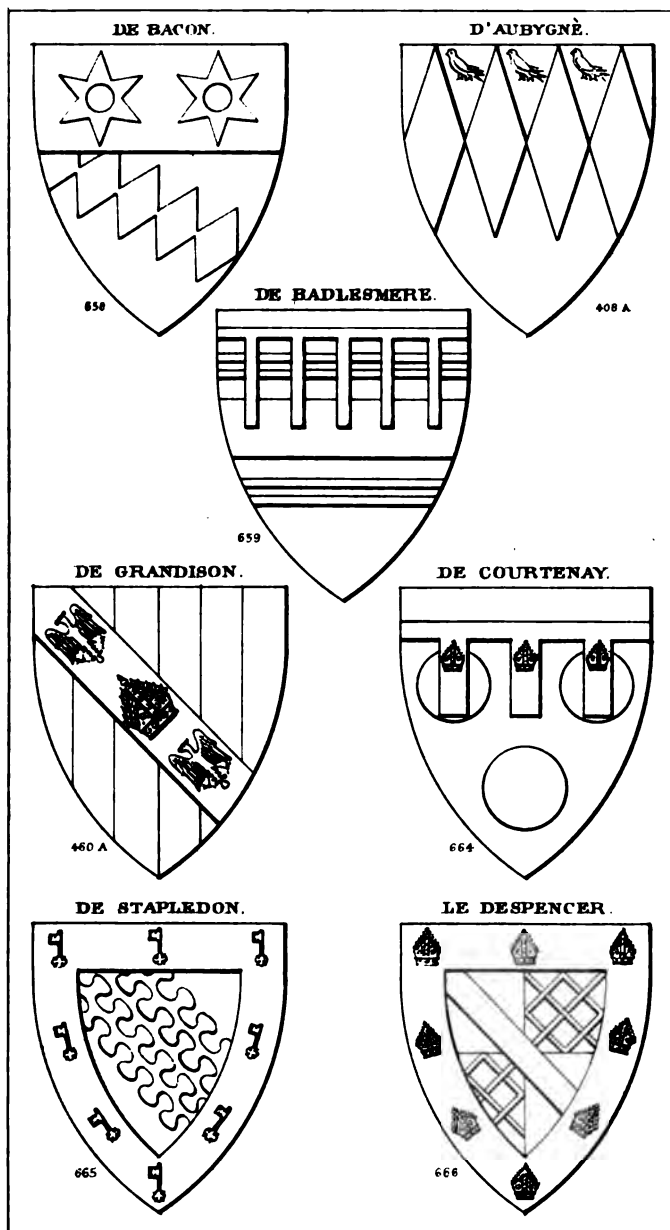 DE BACON.
D'AUBYGNÈ.
658
408 A
DE BADLESMERE.
659
DE GRANDISON.
DE COURTENAY.
460 A
664
DE STAPLEDON.
LE DESPENCER.
665
666